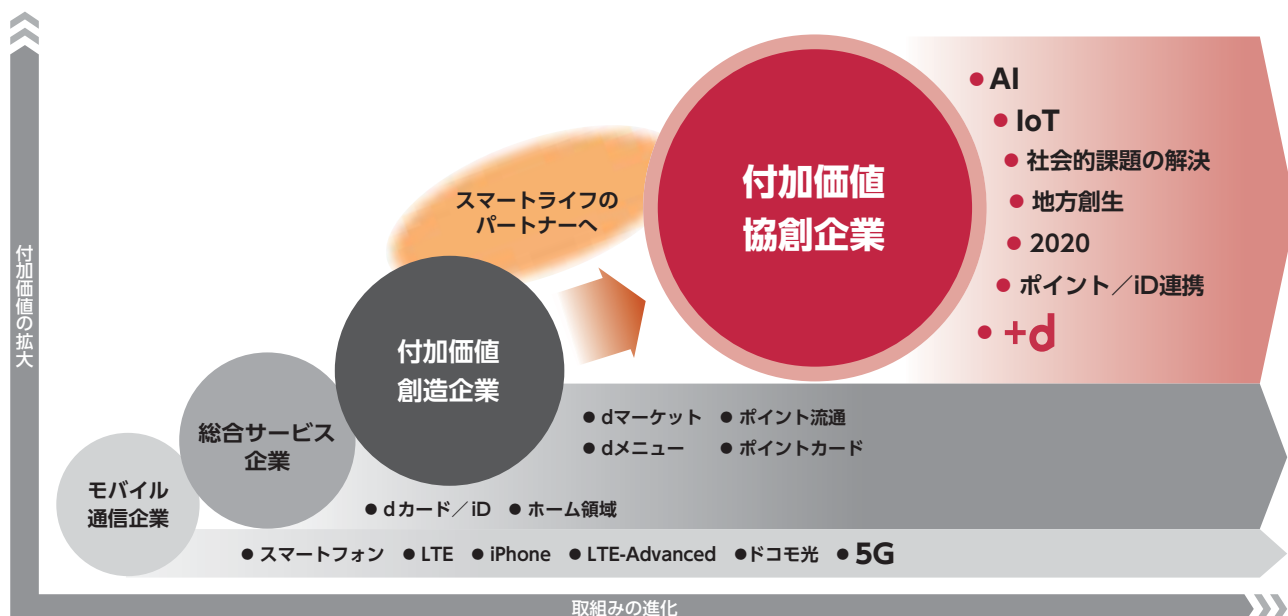 付加価値の拡大
スマートライフの
パートナーへ
付加価値
協創企業
● AI
● IoT
● 社会的課題の解決
● 地方創生
● 2020
● ポイント／iD連携
● +d
付加価値
創造企業
● dマーケット ● ポイント流通
● dメニュー ● ポイントカード
総合サービス
企業
● dカード／iD ● ホーム領域
モバイル
通信企業
● スマートフォン ● LTE ● iPhone ● LTE-Advanced ●ドコモ光 ● 5G
取組みの進化